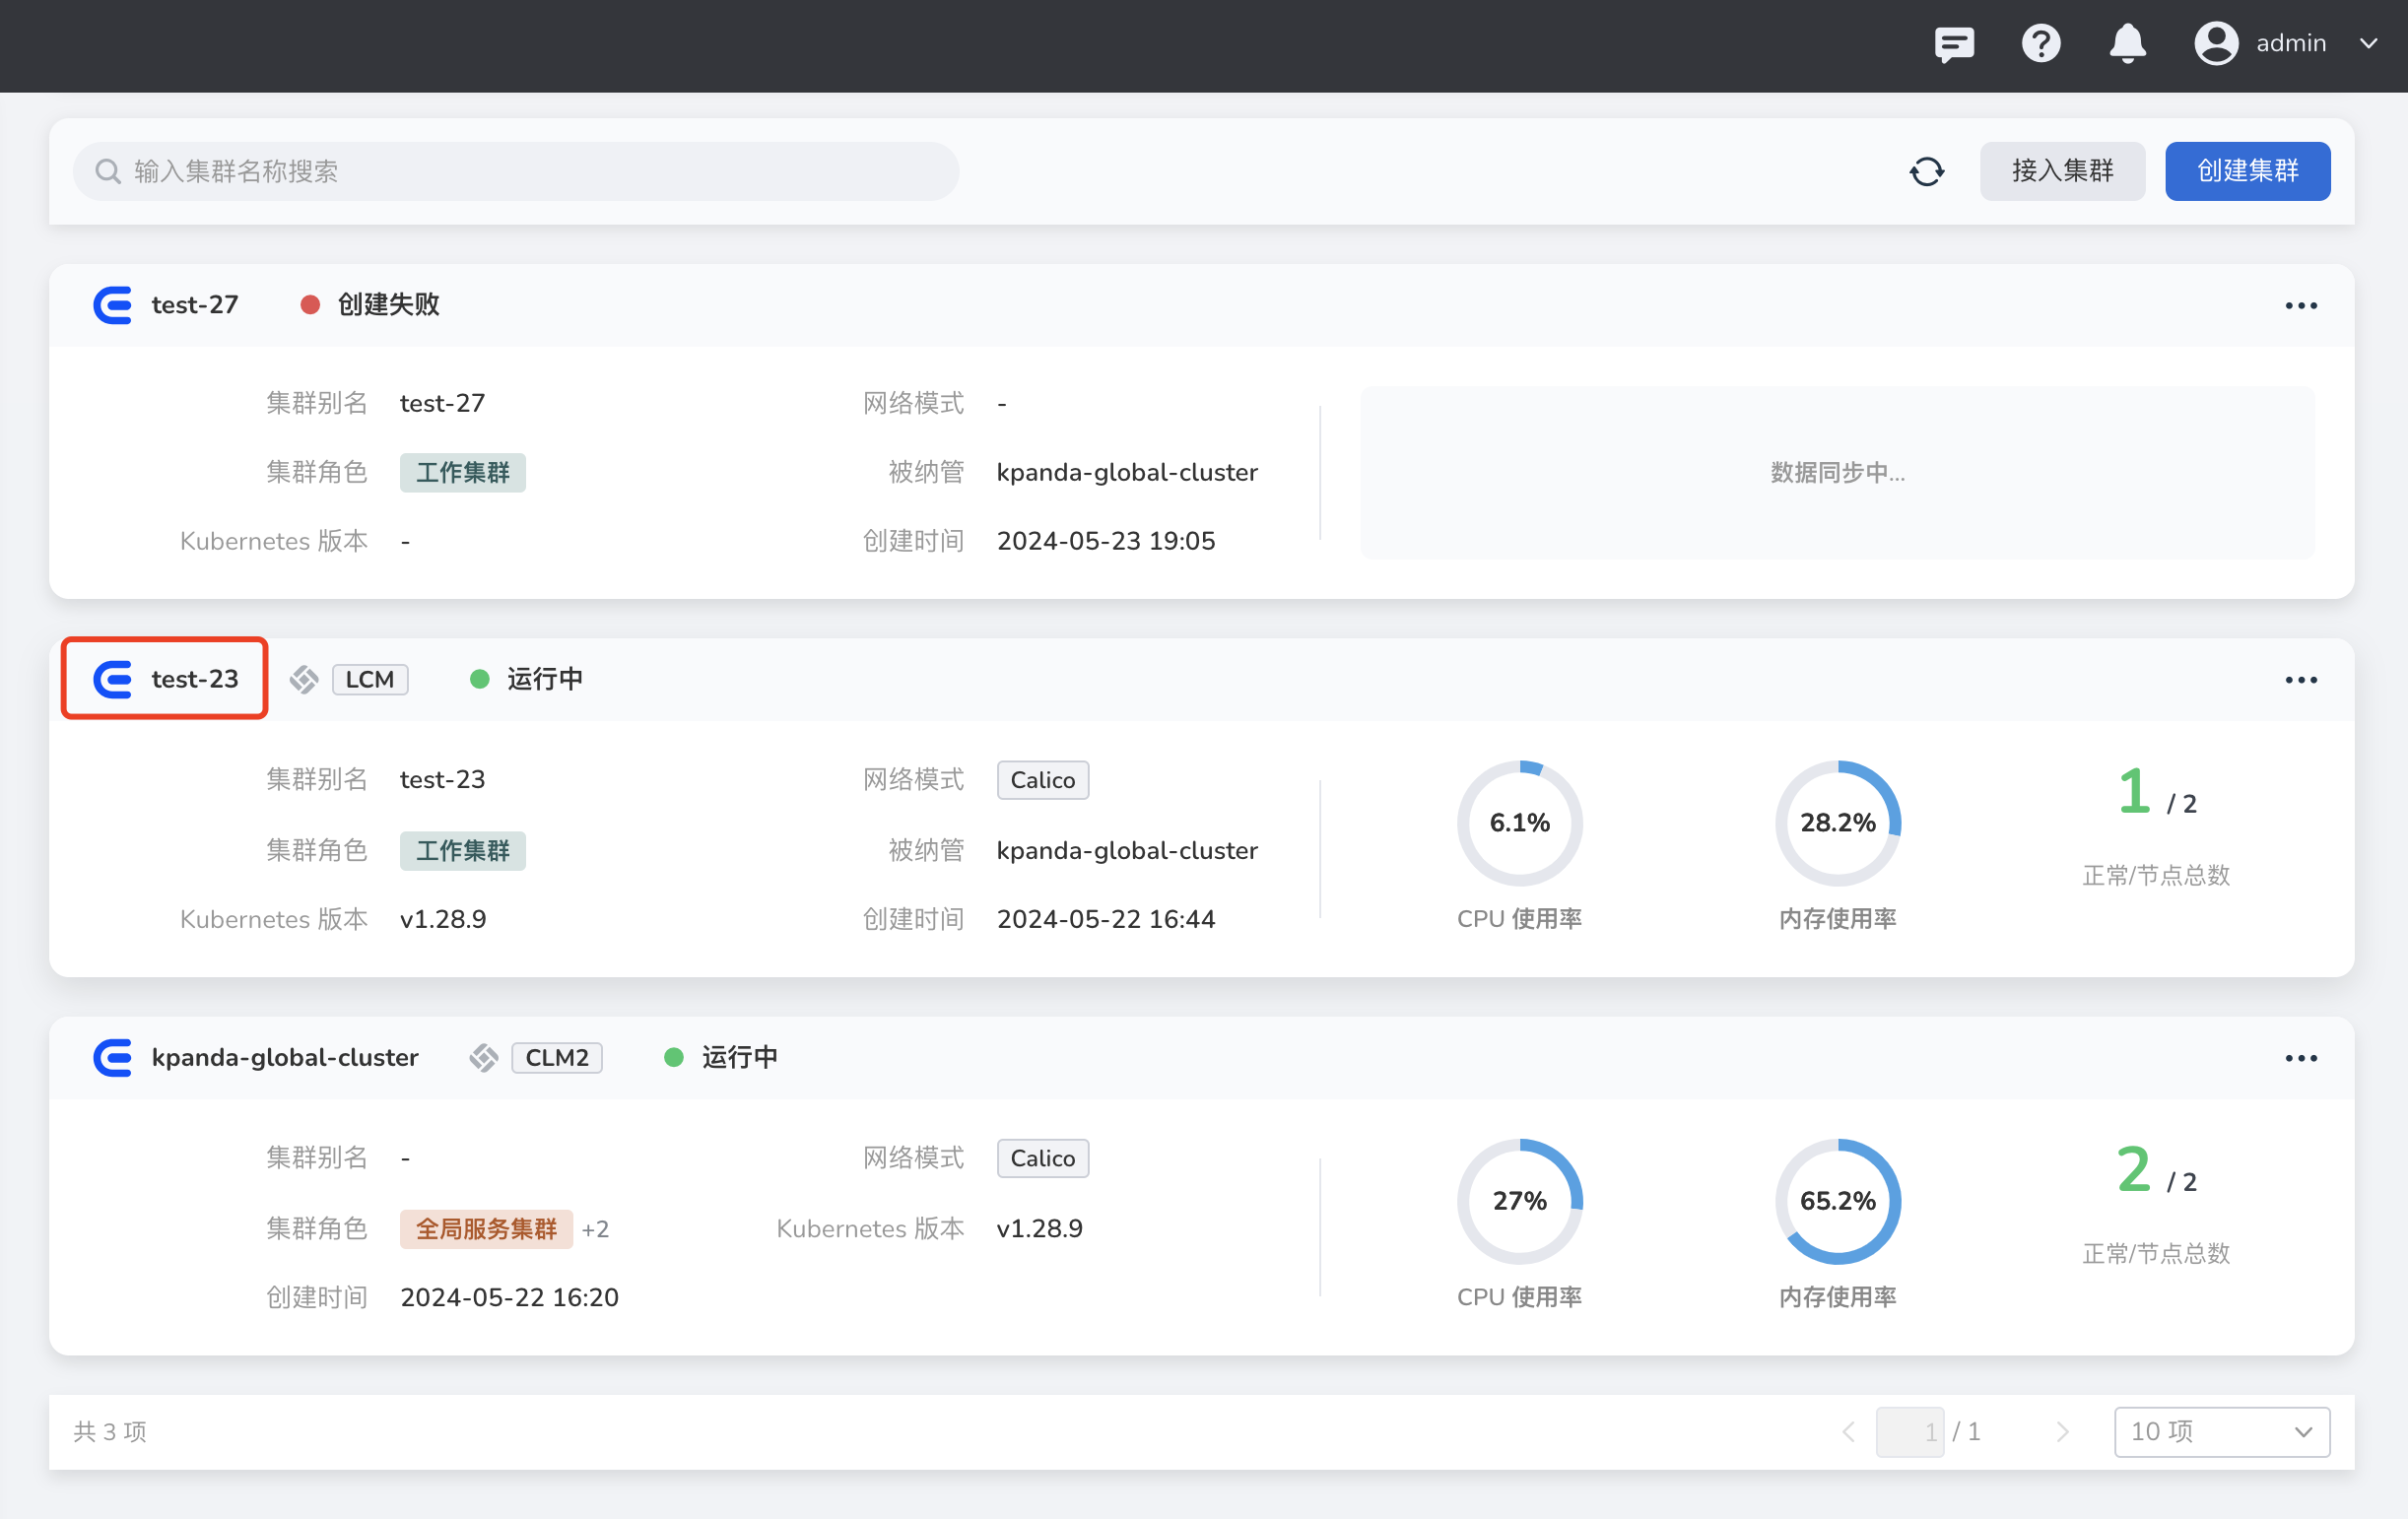 admin
输入集群名称搜索
接入集群
创建集群
test-27
创建失败
集群别名 test-27
网络模式 -
集群角色 工作集群
被纳管 kpanda-global-cluster
Kubernetes 版本 -
创建时间 2024-05-23 19:05
数据同步中...
test-23
LCM
运行中
集群别名 test-23
网络模式 Calico
集群角色 工作集群
被纳管 kpanda-global-cluster
Kubernetes 版本 v1.28.9
创建时间 2024-05-22 16:44
6.1%
CPU 使用率
28.2%
内存使用率
1 / 2
正常/节点总数
kpanda-global-cluster
CLM2
运行中
集群别名 -
网络模式 Calico
集群角色 全局服务集群 +2
Kubernetes 版本 v1.28.9
创建时间 2024-05-22 16:20
27%
CPU 使用率
65.2%
内存使用率
2 / 2
正常/节点总数
共 3 项
1 / 1
10 项